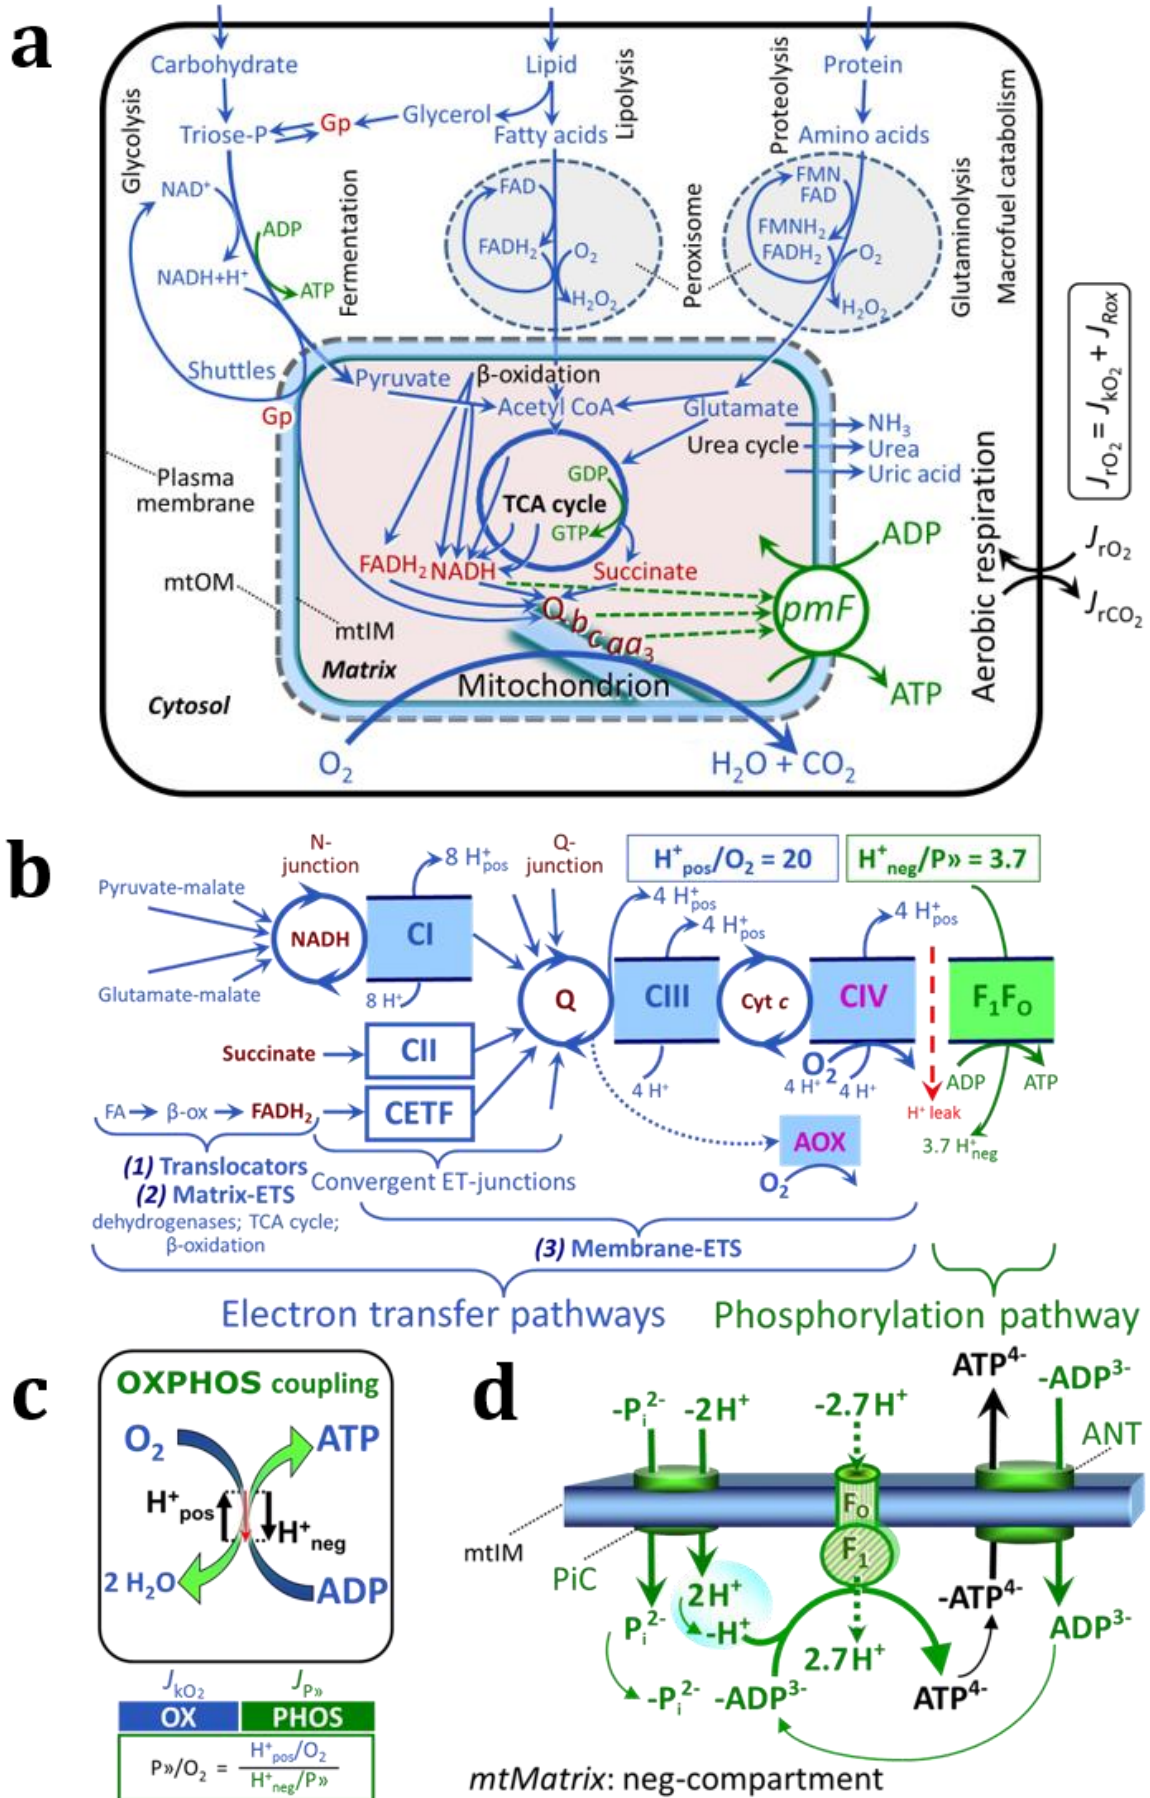 a
Carbohydrate
Lipid
Protein
Glycolysis
Lipolysis
Proteolysis
Macrofuel catabolism
Triose-P
Gp
Glycerol
Fatty acids
Amino acids
NAD⁺
NADH+H⁺
ADP
ATP
Fermentation
FAD
FADH₂
O₂
H₂O₂
Peroxisome
FMN
FAD
FMNH₂
FADH₂
O₂
H₂O₂
Glutaminolysis
J_rO₂ = J_kO₂ + J_Rox
Shuttles
Gp
Pyruvate
β-oxidation
Acetyl CoA
Glutamate
Urea cycle
NH₃
Urea
Uric acid
Plasma
membrane
GDP
TCA cycle
GTP
FADH₂
NADH
Succinate
Q b c aa₃
ADP
pmF
ATP
Aerobic respiration
J_rO₂
J_rCO₂
mtOM
mtIM
Matrix
Mitochondrion
Cytosol
O₂
H₂O + CO₂
b
N-
junction
Q-
junction
H⁺pos/O₂ = 20
H⁺neg/P» = 3.7
Pyruvate-malate
Glutamate-malate
NADH
CI
8 H⁺pos
8 H⁺
Q
4 H⁺pos
4 H⁺pos
4 H⁺pos
CIII
Cyt c
CIV
F₁Fₒ
4 H⁺
O₂
4 H⁺
4 H⁺
ADP
ATP
H⁺ leak
3.7 H⁺neg
Succinate
CII
FA
β-ox
FADH₂
CETF
AOX
O₂
(1) Translocators
(2) Matrix-ETS
dehydrogenases; TCA cycle;
β-oxidation
Convergent ET-junctions
(3) Membrane-ETS
Electron transfer pathways
Phosphorylation pathway
c
OXPHOS coupling
O₂
ATP
H⁺pos
H⁺neg
2 H₂O
ADP
J_kO₂
J_P»
OX
PHOS
P»/O₂ = H⁺pos/O₂
H⁺neg/P»
d
-Pᵢ²⁻
-2H⁺
-2.7H⁺
ATP⁴⁻
-ADP³⁻
ANT
Fₒ
F₁
mtIM
PiC
2H⁺
-H⁺
Pᵢ²⁻
2.7H⁺
-ATP⁴⁻
ADP³⁻
-Pᵢ²⁻
-ADP³⁻
ATP⁴⁻
mtMatrix: neg-compartment